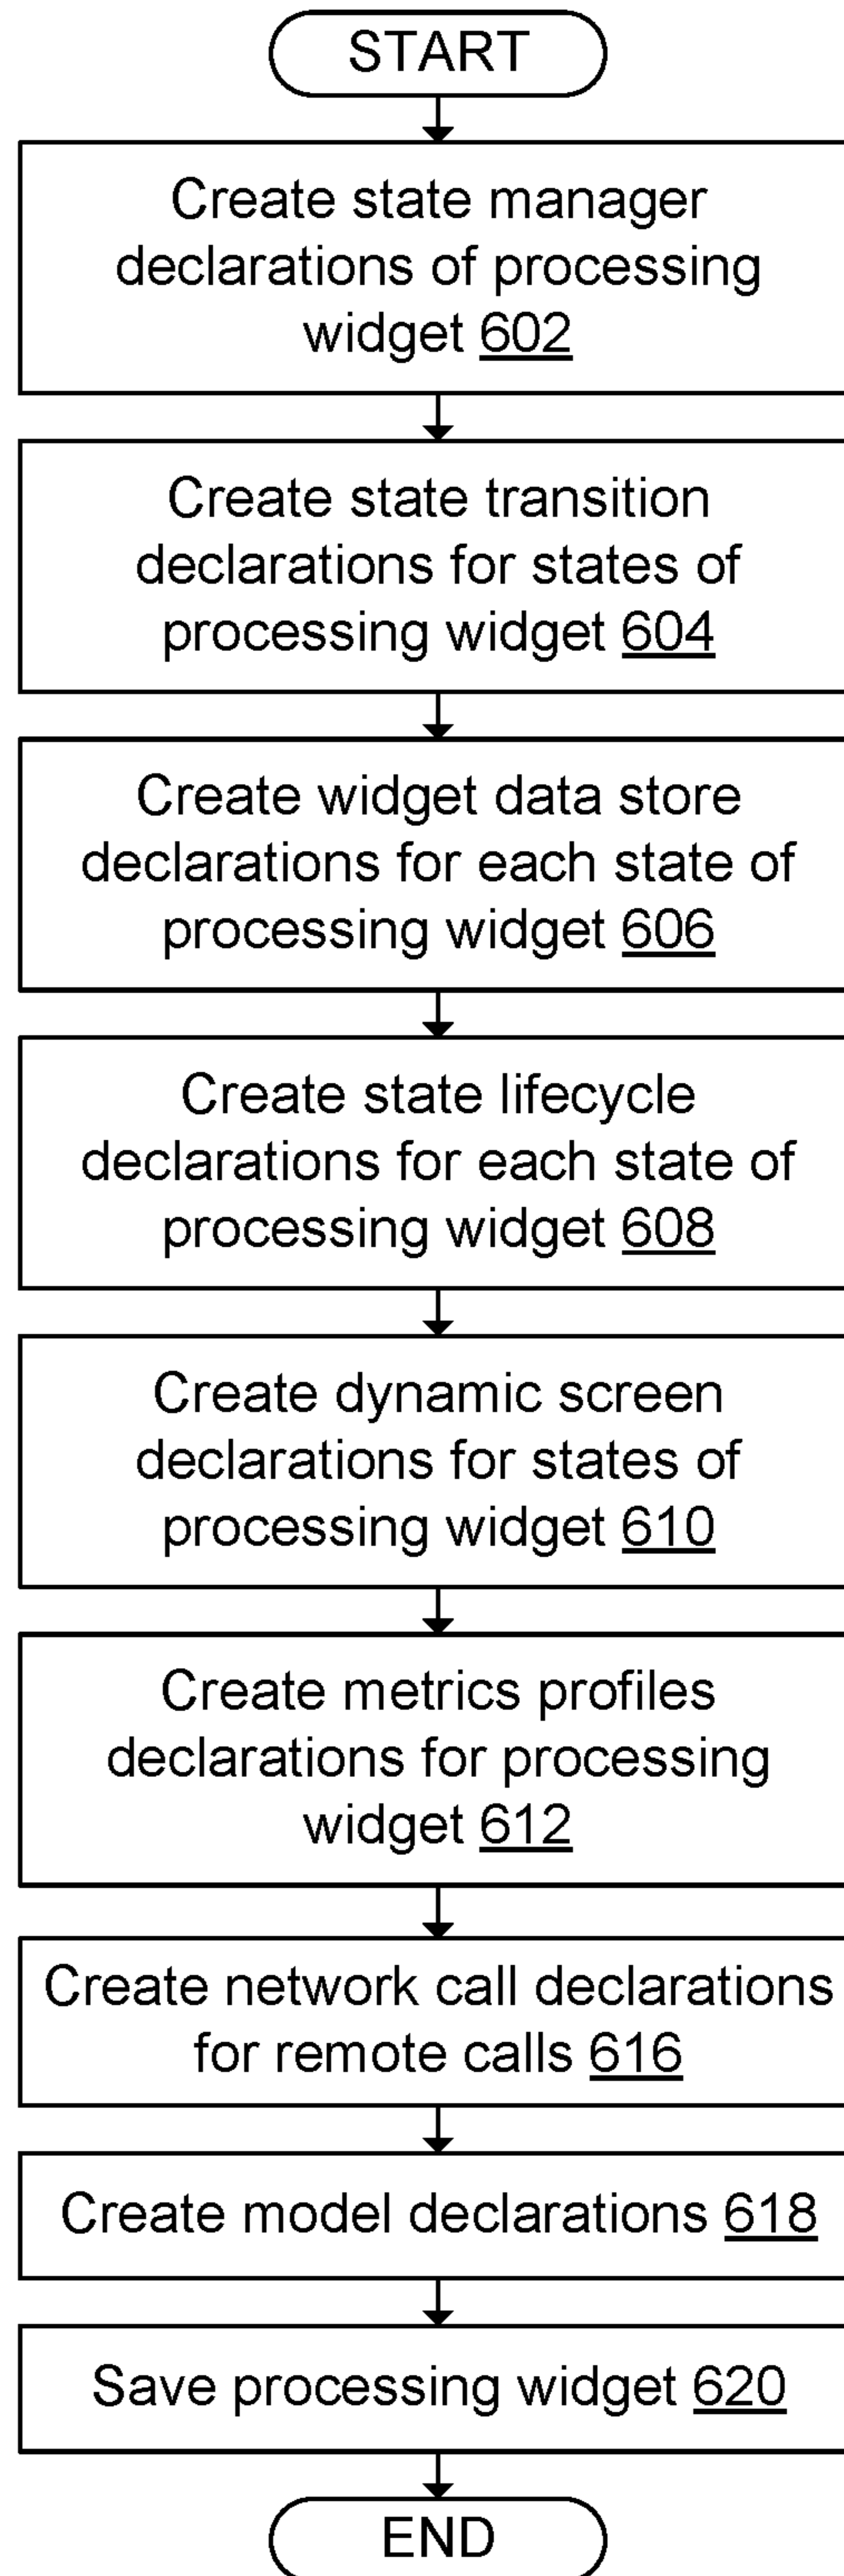 START
Create state manager
declarations of processing
widget 602
Create state transition
declarations for states of
processing widget 604
Create widget data store
declarations for each state of
processing widget 606
Create state lifecycle
declarations for each state of
processing widget 608
Create dynamic screen
declarations for states of
processing widget 610
Create metrics profiles
declarations for processing
widget 612
Create network call declarations
for remote calls 616
Create model declarations 618
Save processing widget 620
END